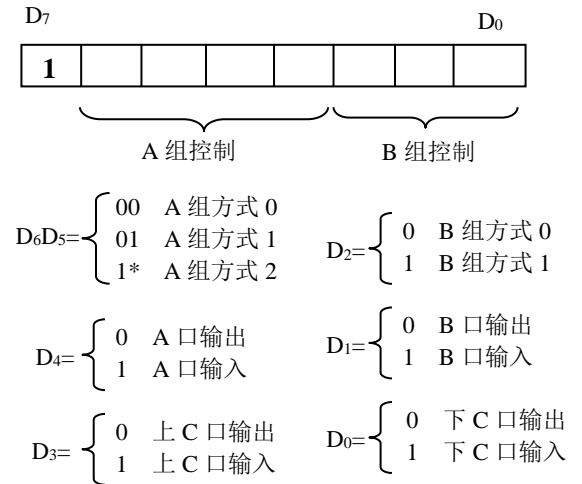 D7 D0
1
A 组控制 B 组控制
00 A 组方式 0
D6D5= 01 A 组方式 1
1* A 组方式 2
0 B 组方式 0
D2=
1 B 组方式 1
0 A 口输出
D4=
1 A 口输入
0 B 口输出
D1=
1 B 口输入
0 上 C 口输出
D3=
1 上 C 口输入
0 下 C 口输出
D0=
1 下 C 口输入